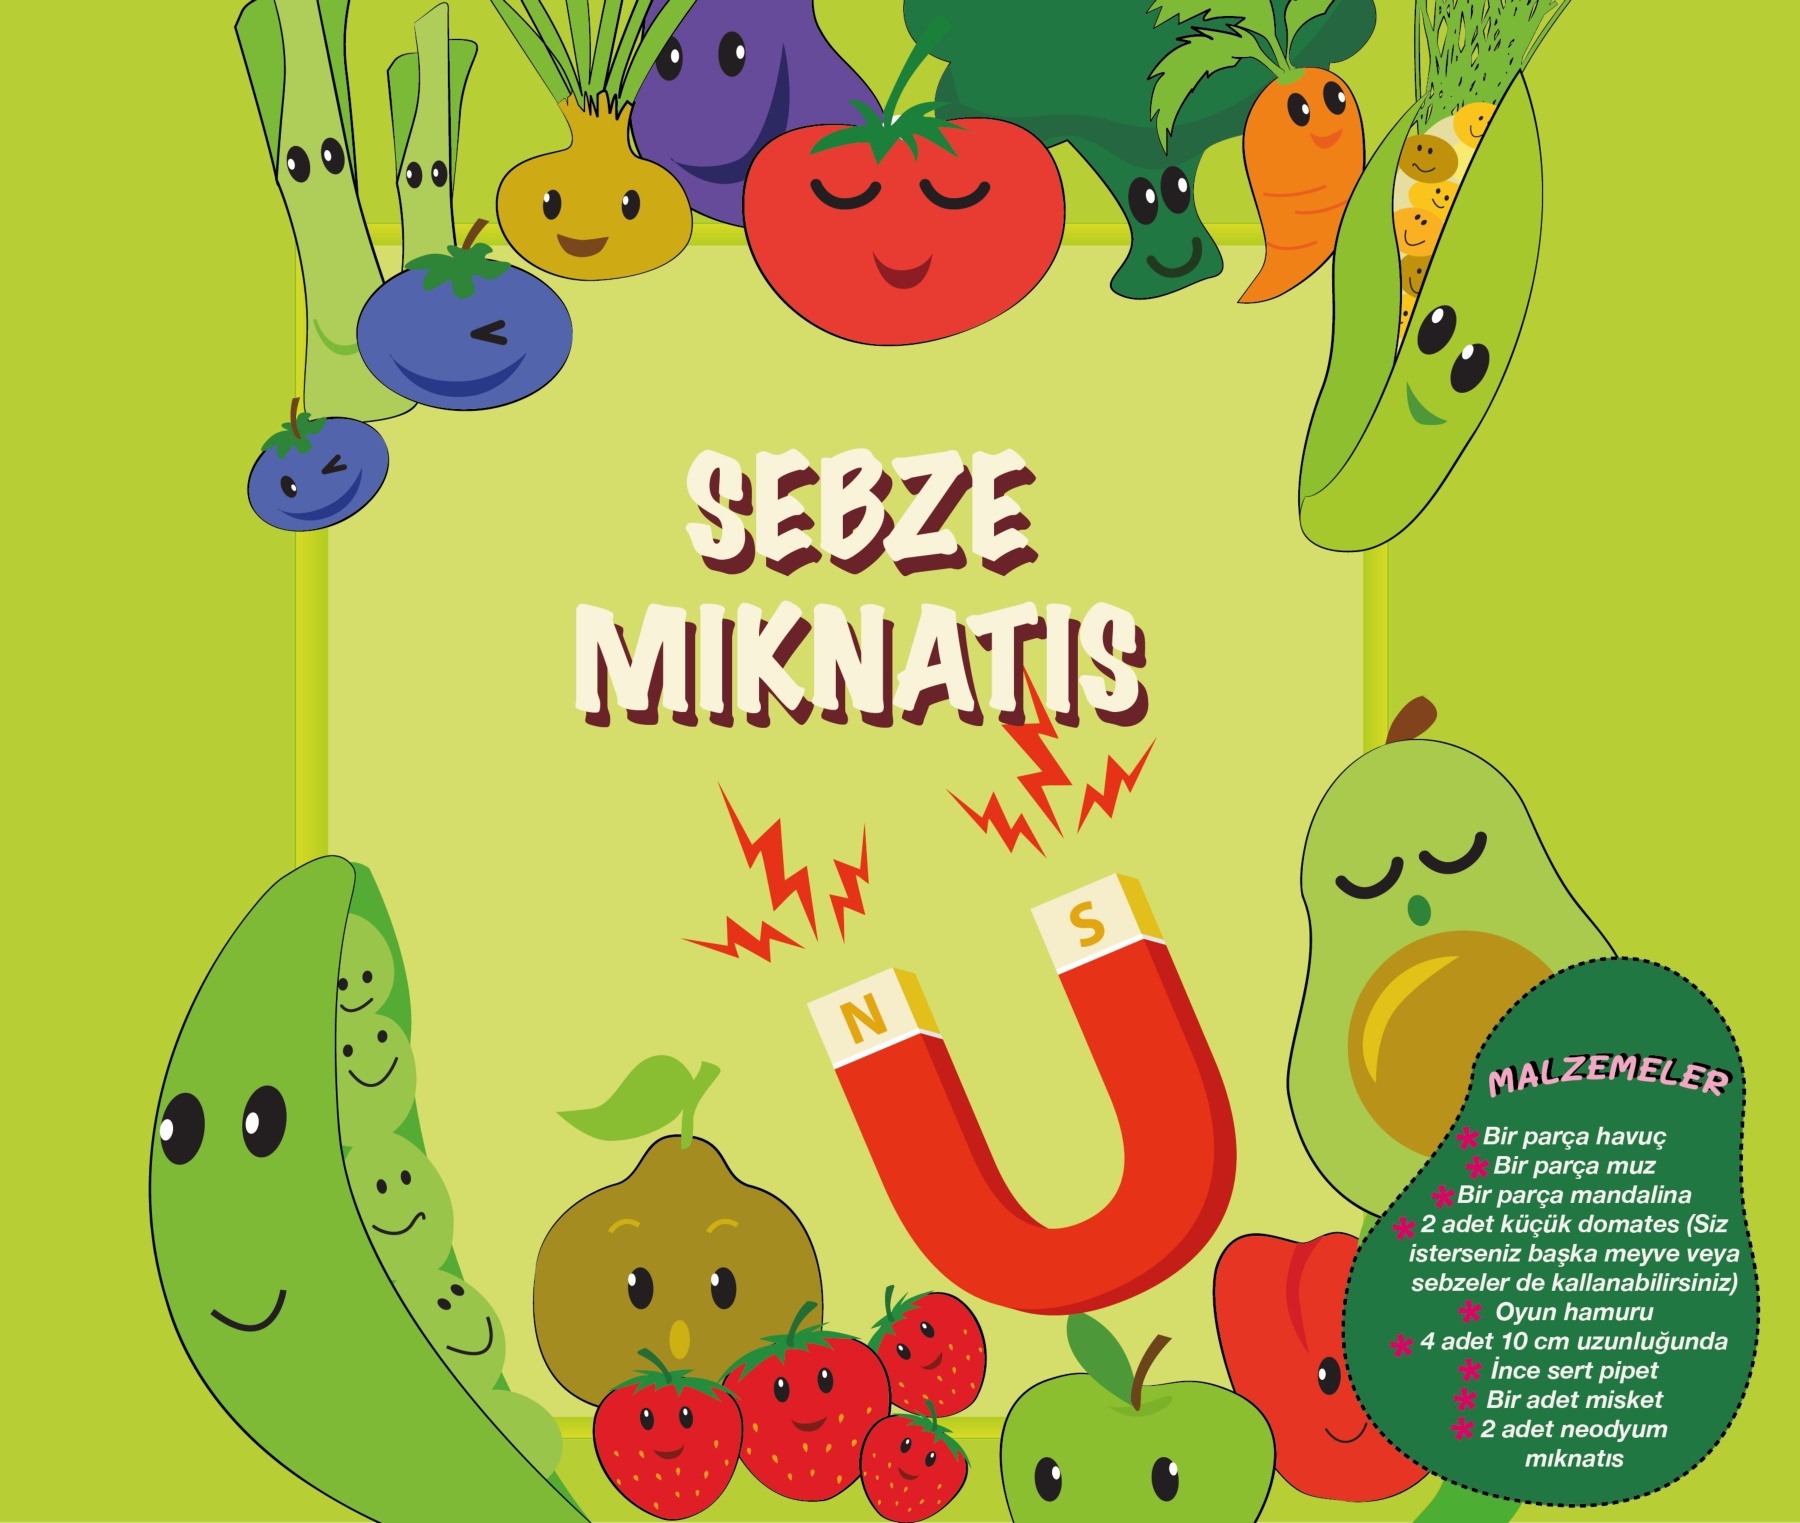 SEBZE
MIKNATIS
S
N
MALZEMELER
* Bir parça havuç
* Bir parça muz
* Bir parça mandalina
* 2 adet küçük domates (Siz
isterseniz başka meyve veya
sebzeler de kallanabilirsiniz)
* Oyun hamuru
* 4 adet 10 cm uzunluğunda
* İnce sert pipet
* Bir adet misket
* 2 adet neodyum
mıknatıs